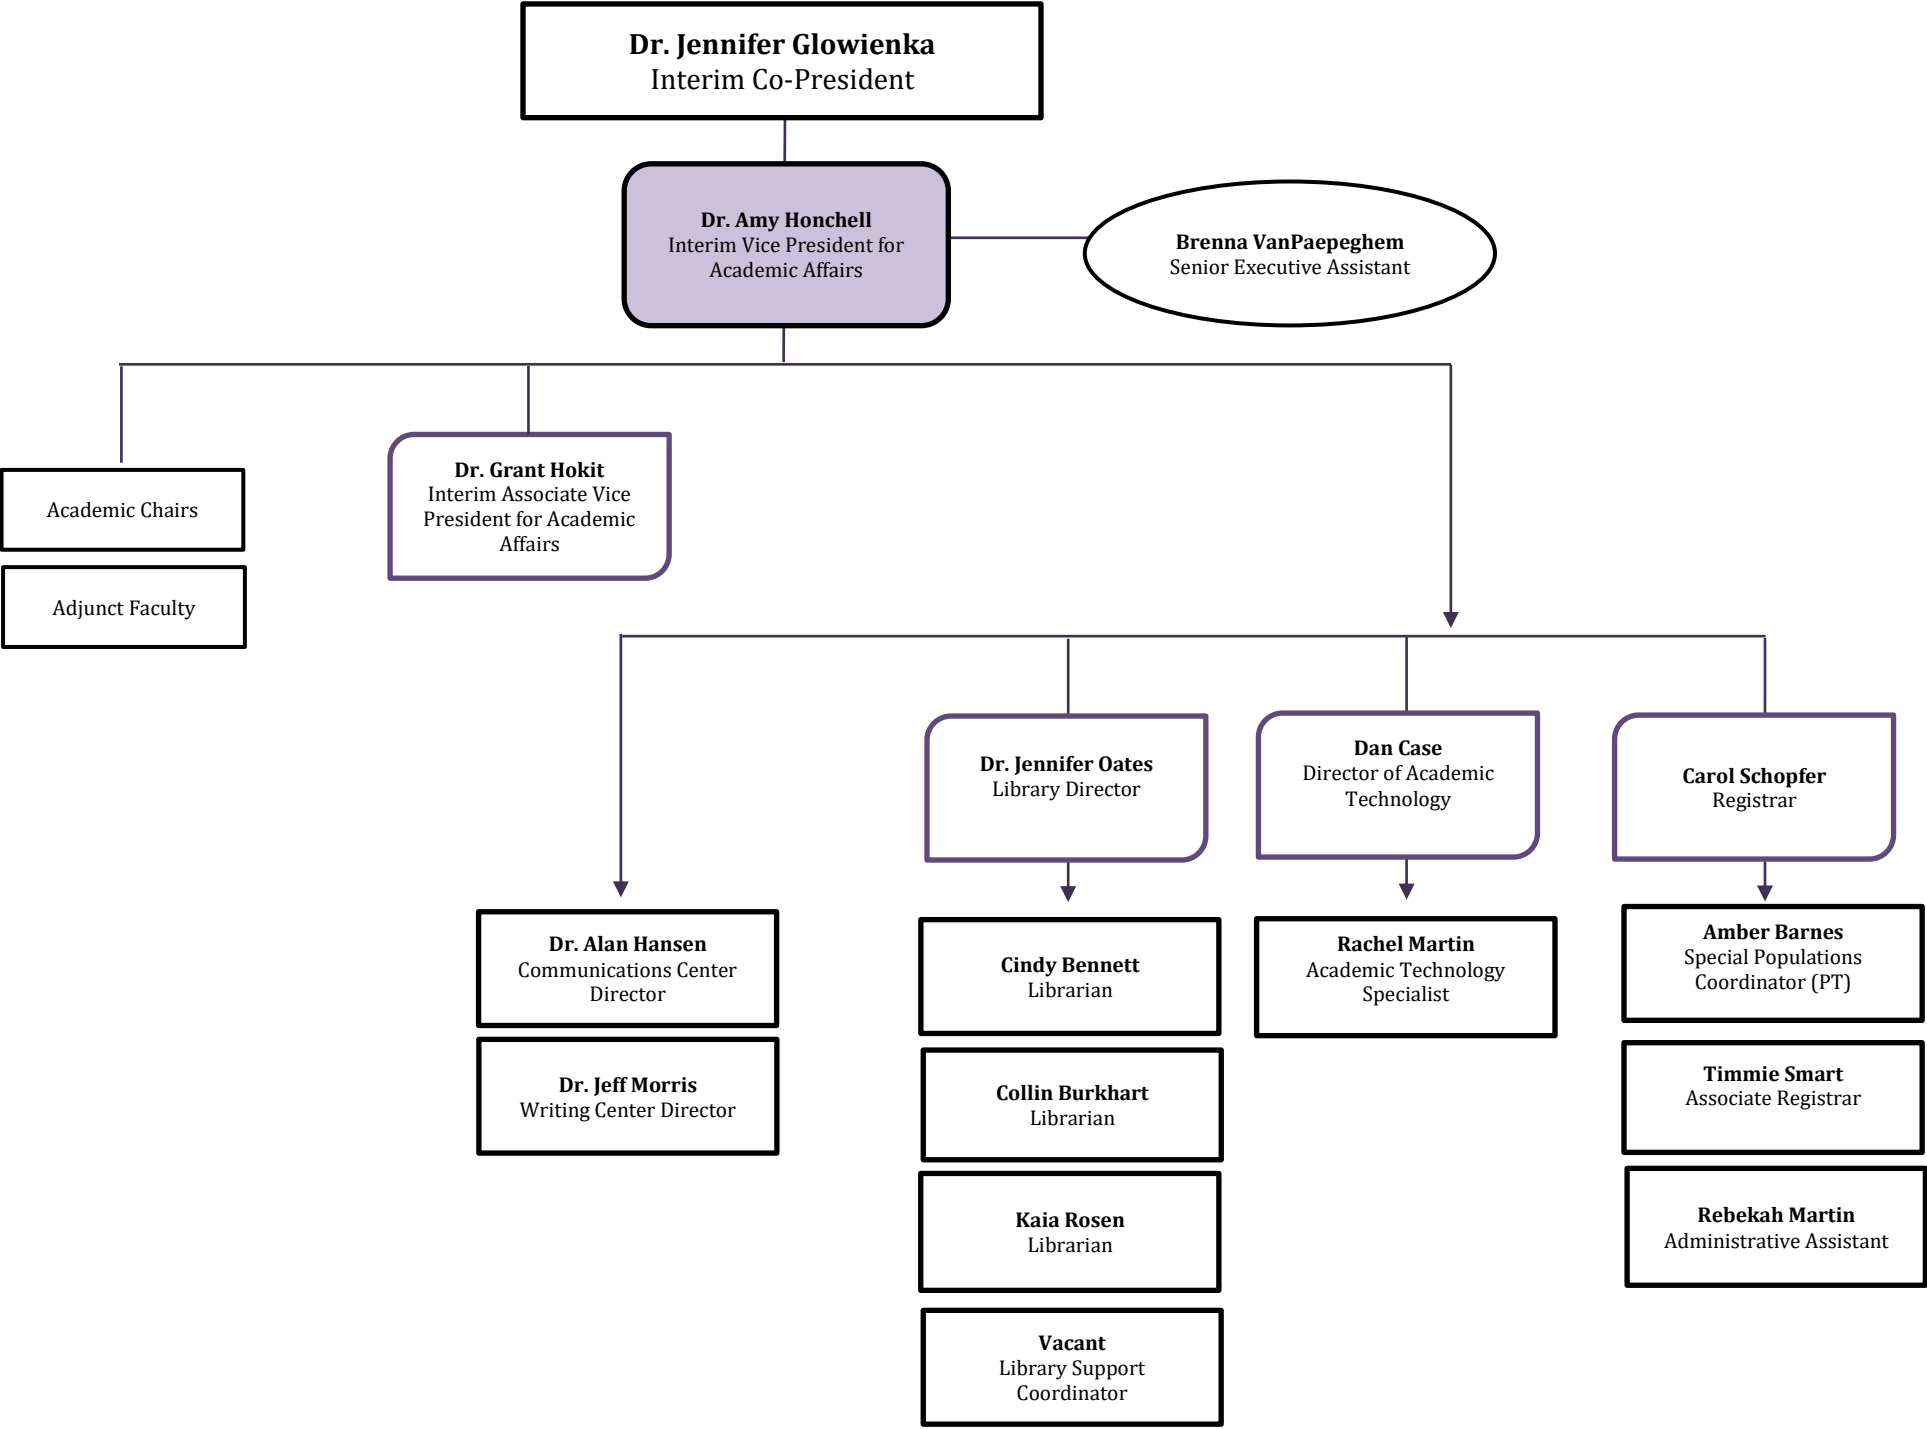 Dr. Jennifer Glowienka
Interim Co-President
Dr. Amy Honchell
Interim Vice President for
Academic Affairs
Brenna VanPaepeghem
Senior Executive Assistant
Academic Chairs
Adjunct Faculty
Dr. Grant Hokit
Interim Associate Vice
President for Academic
Affairs
Dr. Jennifer Oates
Library Director
Dan Case
Director of Academic
Technology
Carol Schopfer
Registrar
Dr. Alan Hansen
Communications Center
Director
Dr. Jeff Morris
Writing Center Director
Cindy Bennett
Librarian
Collin Burkhart
Librarian
Kaia Rosen
Librarian
Vacant
Library Support
Coordinator
Rachel Martin
Academic Technology
Specialist
Amber Barnes
Special Populations
Coordinator (PT)
Timmie Smart
Associate Registrar
Rebekah Martin
Administrative Assistant